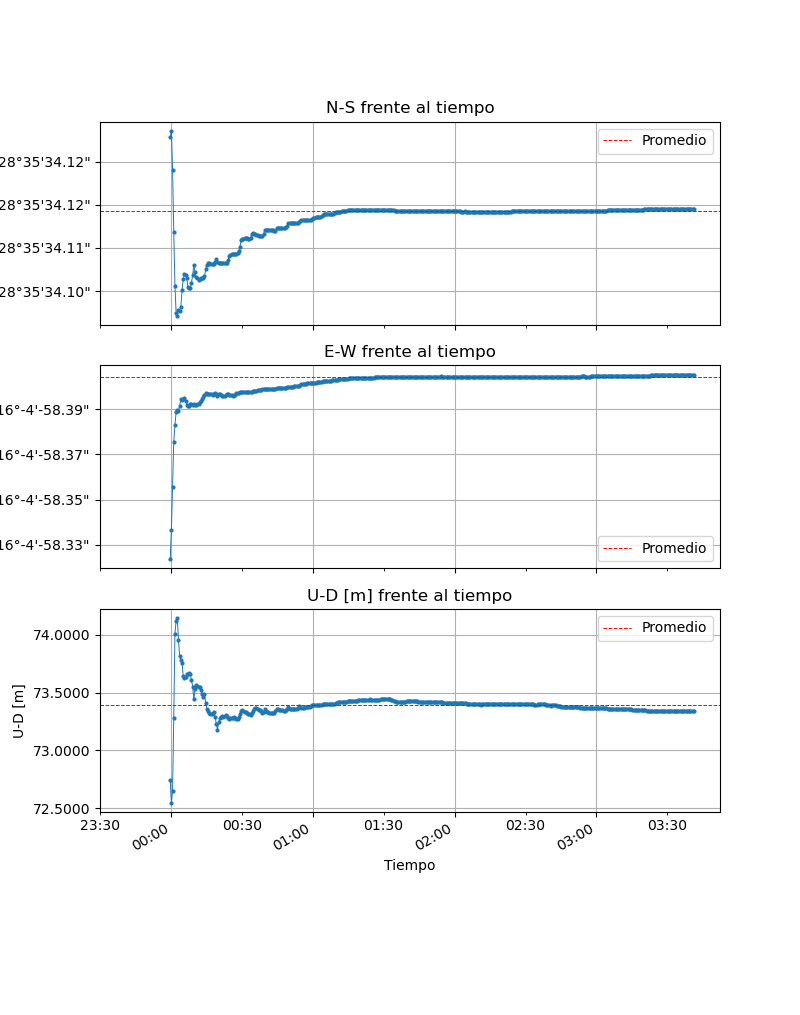 N-S frente al tiempo
Promedio
28°35'34.12"
28°35'34.12"
28°35'34.11"
28°35'34.10"
E-W frente al tiempo
16°-4'-58.39"
16°-4'-58.37"
16°-4'-58.35"
16°-4'-58.33"
Promedio
U-D [m] frente al tiempo
Promedio
74.0000
73.5000
73.0000
72.5000
U-D [m]
23:30 00:00 00:30 01:00 01:30 02:00 02:30 03:00 03:30
Tiempo